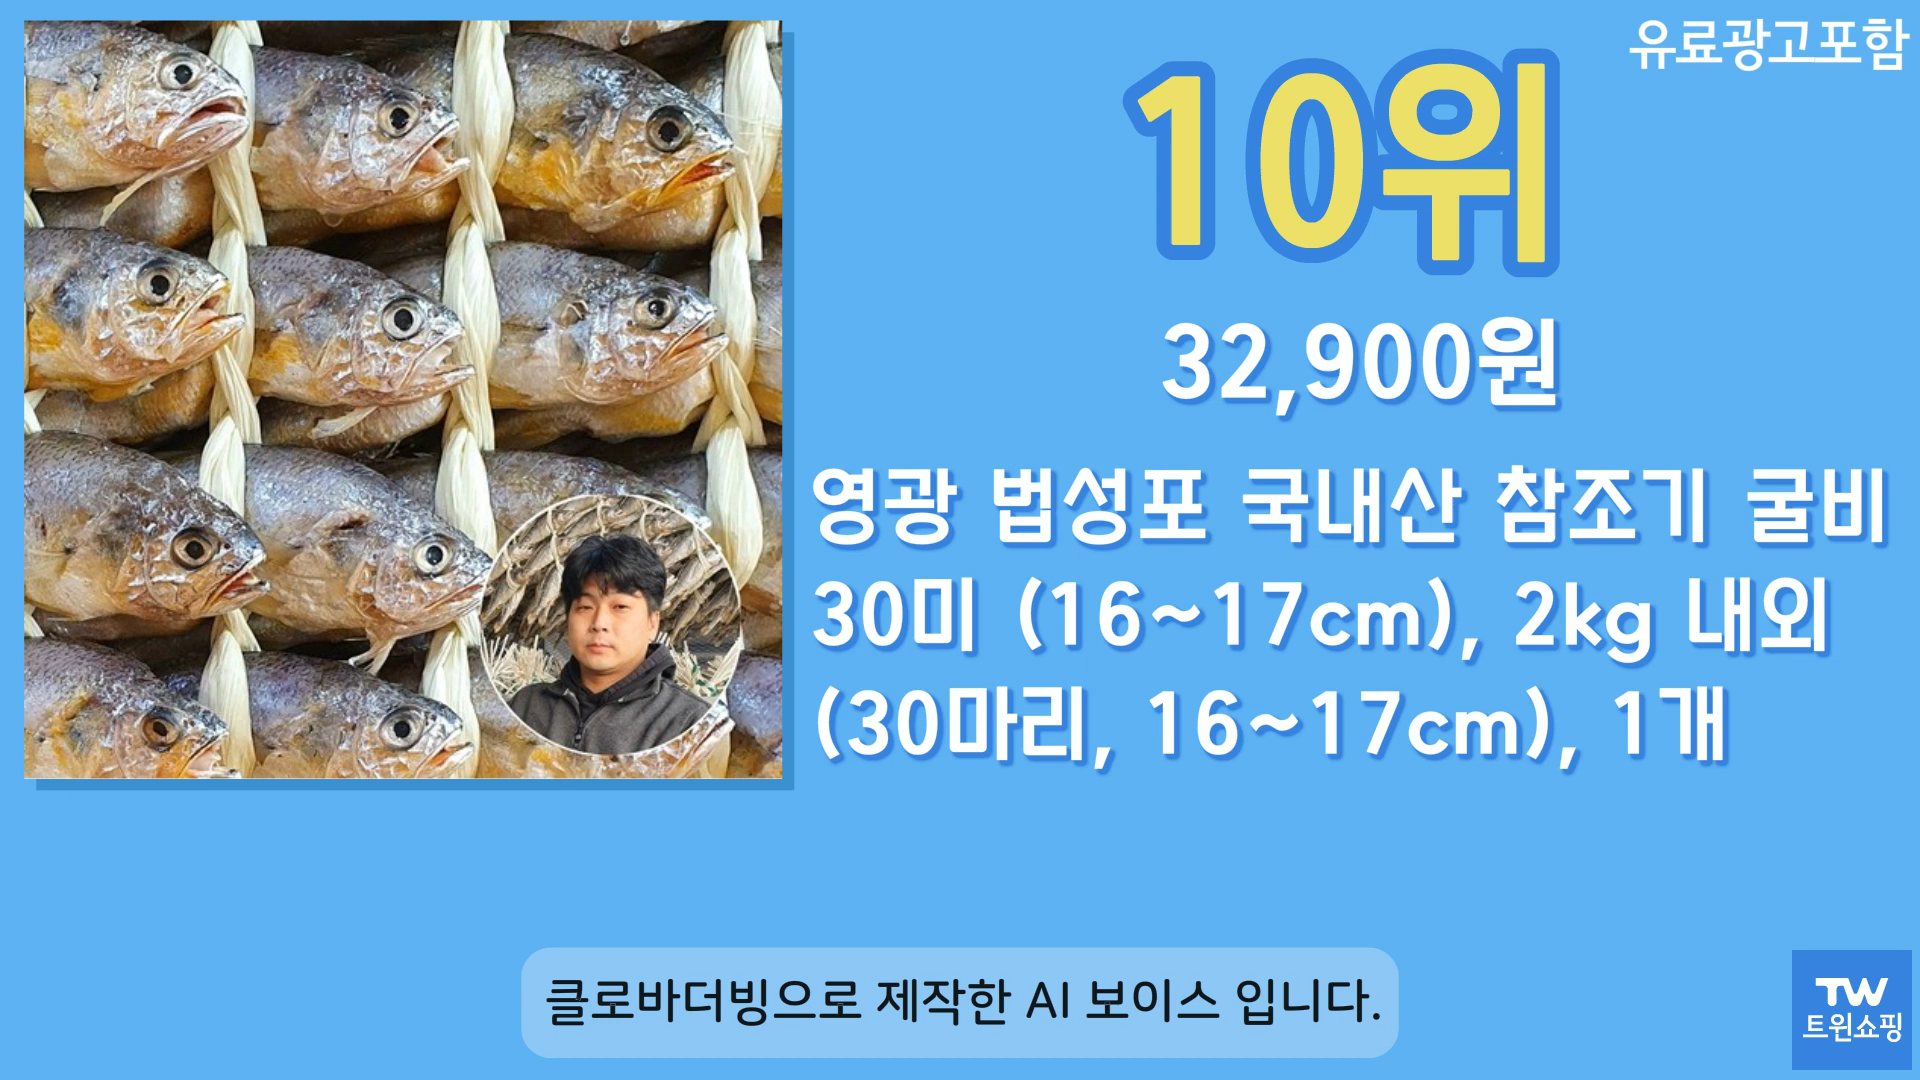 유료광고포함
10위
32,900원
영광 법성포 국내산 참조기 굴비
30미 (16~17cm), 2kg 내외
(30마리, 16~17cm), 1개
클로바더빙으로 제작한 AI 보이스 입니다.
TW
트윈쇼핑